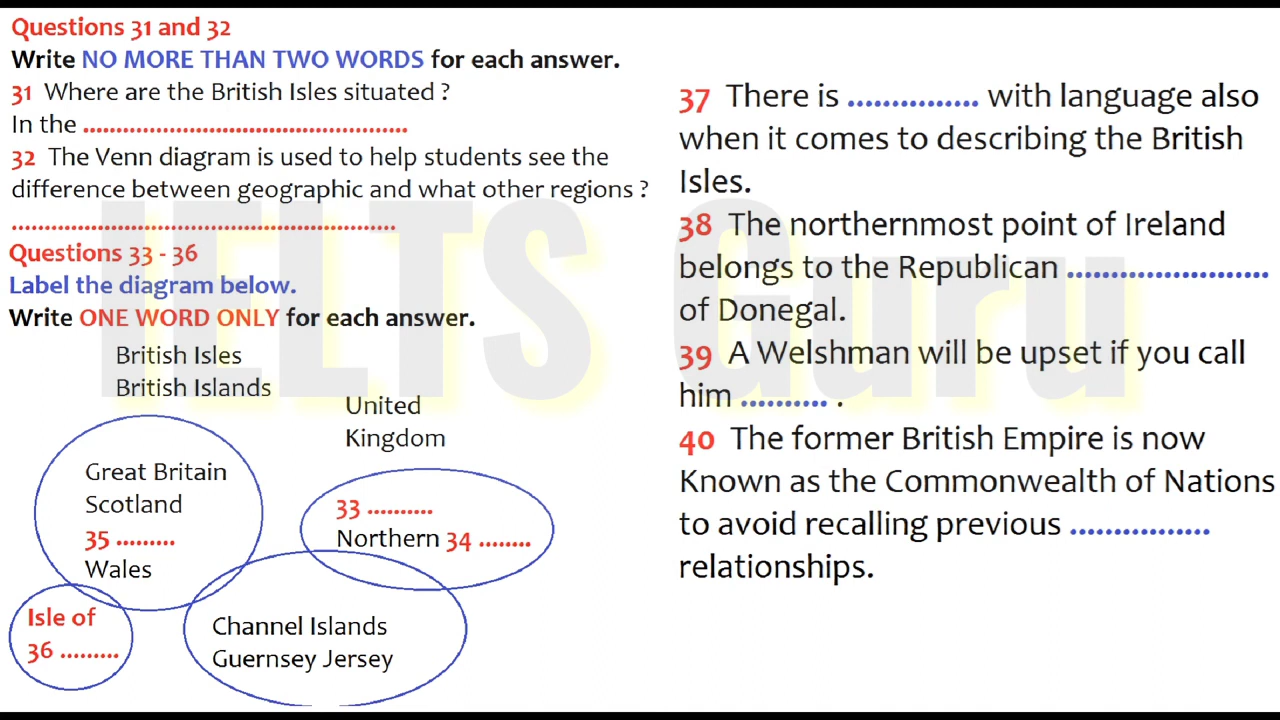 Questions 31 and 32
Write NO MORE THAN TWO WORDS for each answer.
31 Where are the British Isles situated ?
In the ..................................................
32 The Venn diagram is used to help students see the
difference between geographic and what other regions ?
..........................................................
Questions 33 - 36
Label the diagram below.
Write ONE WORD ONLY for each answer.
British Isles
British Islands
United
Kingdom
Great Britain
Scotland
35 .........
Wales
33 ..........
Northern 34 ........
Isle of
36 .........
Channel Islands
Guernsey Jersey
37 There is ............... with language also
when it comes to describing the British
Isles.
38 The northernmost point of Ireland
belongs to the Republican .......................
of Donegal.
39 A Welshman will be upset if you call
him .......... .
40 The former British Empire is now
Known as the Commonwealth of Nations
to avoid recalling previous ................
relationships.
IELTS Guru